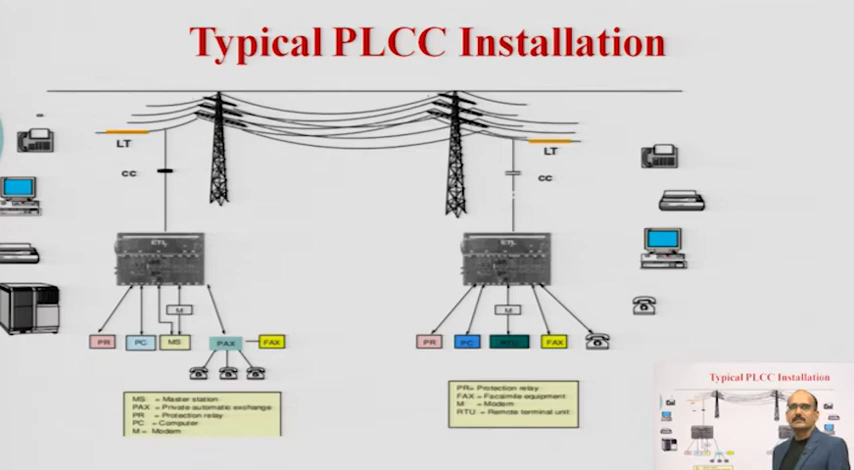 Typical PLCC Installation
LT
LT
CC
CC
ETL
ETL
M
M
PR
PC
MS
PAX
FAX
PR
PC
RTU
FAX
MS = Master station
PAX = Private automatic exchange
PR = Protection relay
PC = Computer
M = Modem
PR= Protection relay
FAX = Facsimile equipment
M = Modem
RTU = Remote terminal unit
Typical PLCC Installation